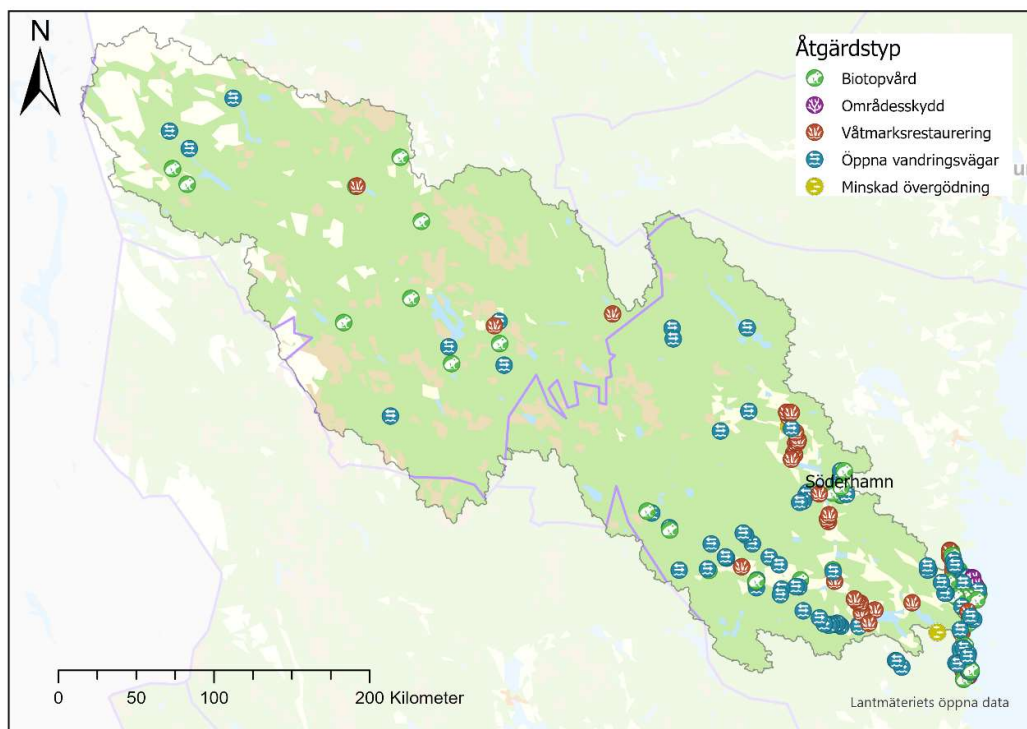 N
Åtgärdstyp
Biotopvård
Områdesskydd
Våtmarksrestaurering
Öppna vandringsvägar
Minskad övergödning
Söderhamn
0 50 100 200 Kilometer
Lantmäteriets öppna data